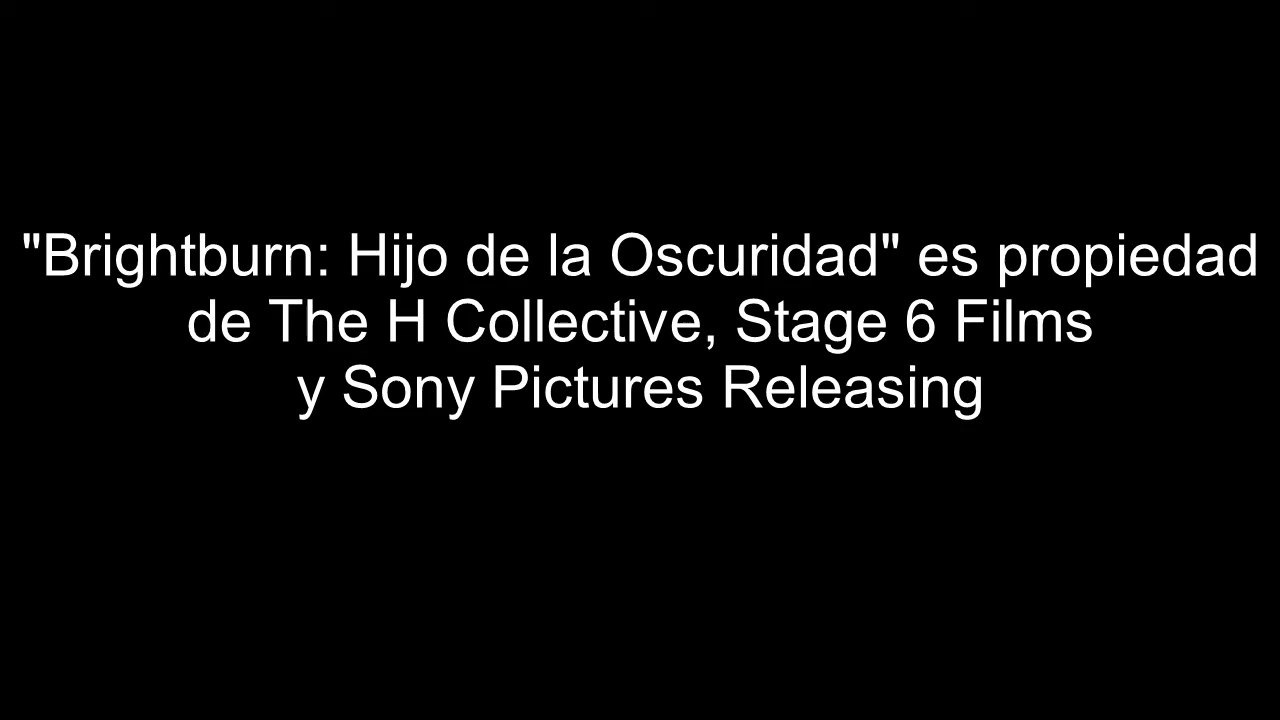 "Brightburn: Hijo de la Oscuridad" es propiedad
de The H Collective, Stage 6 Films
y Sony Pictures Releasing